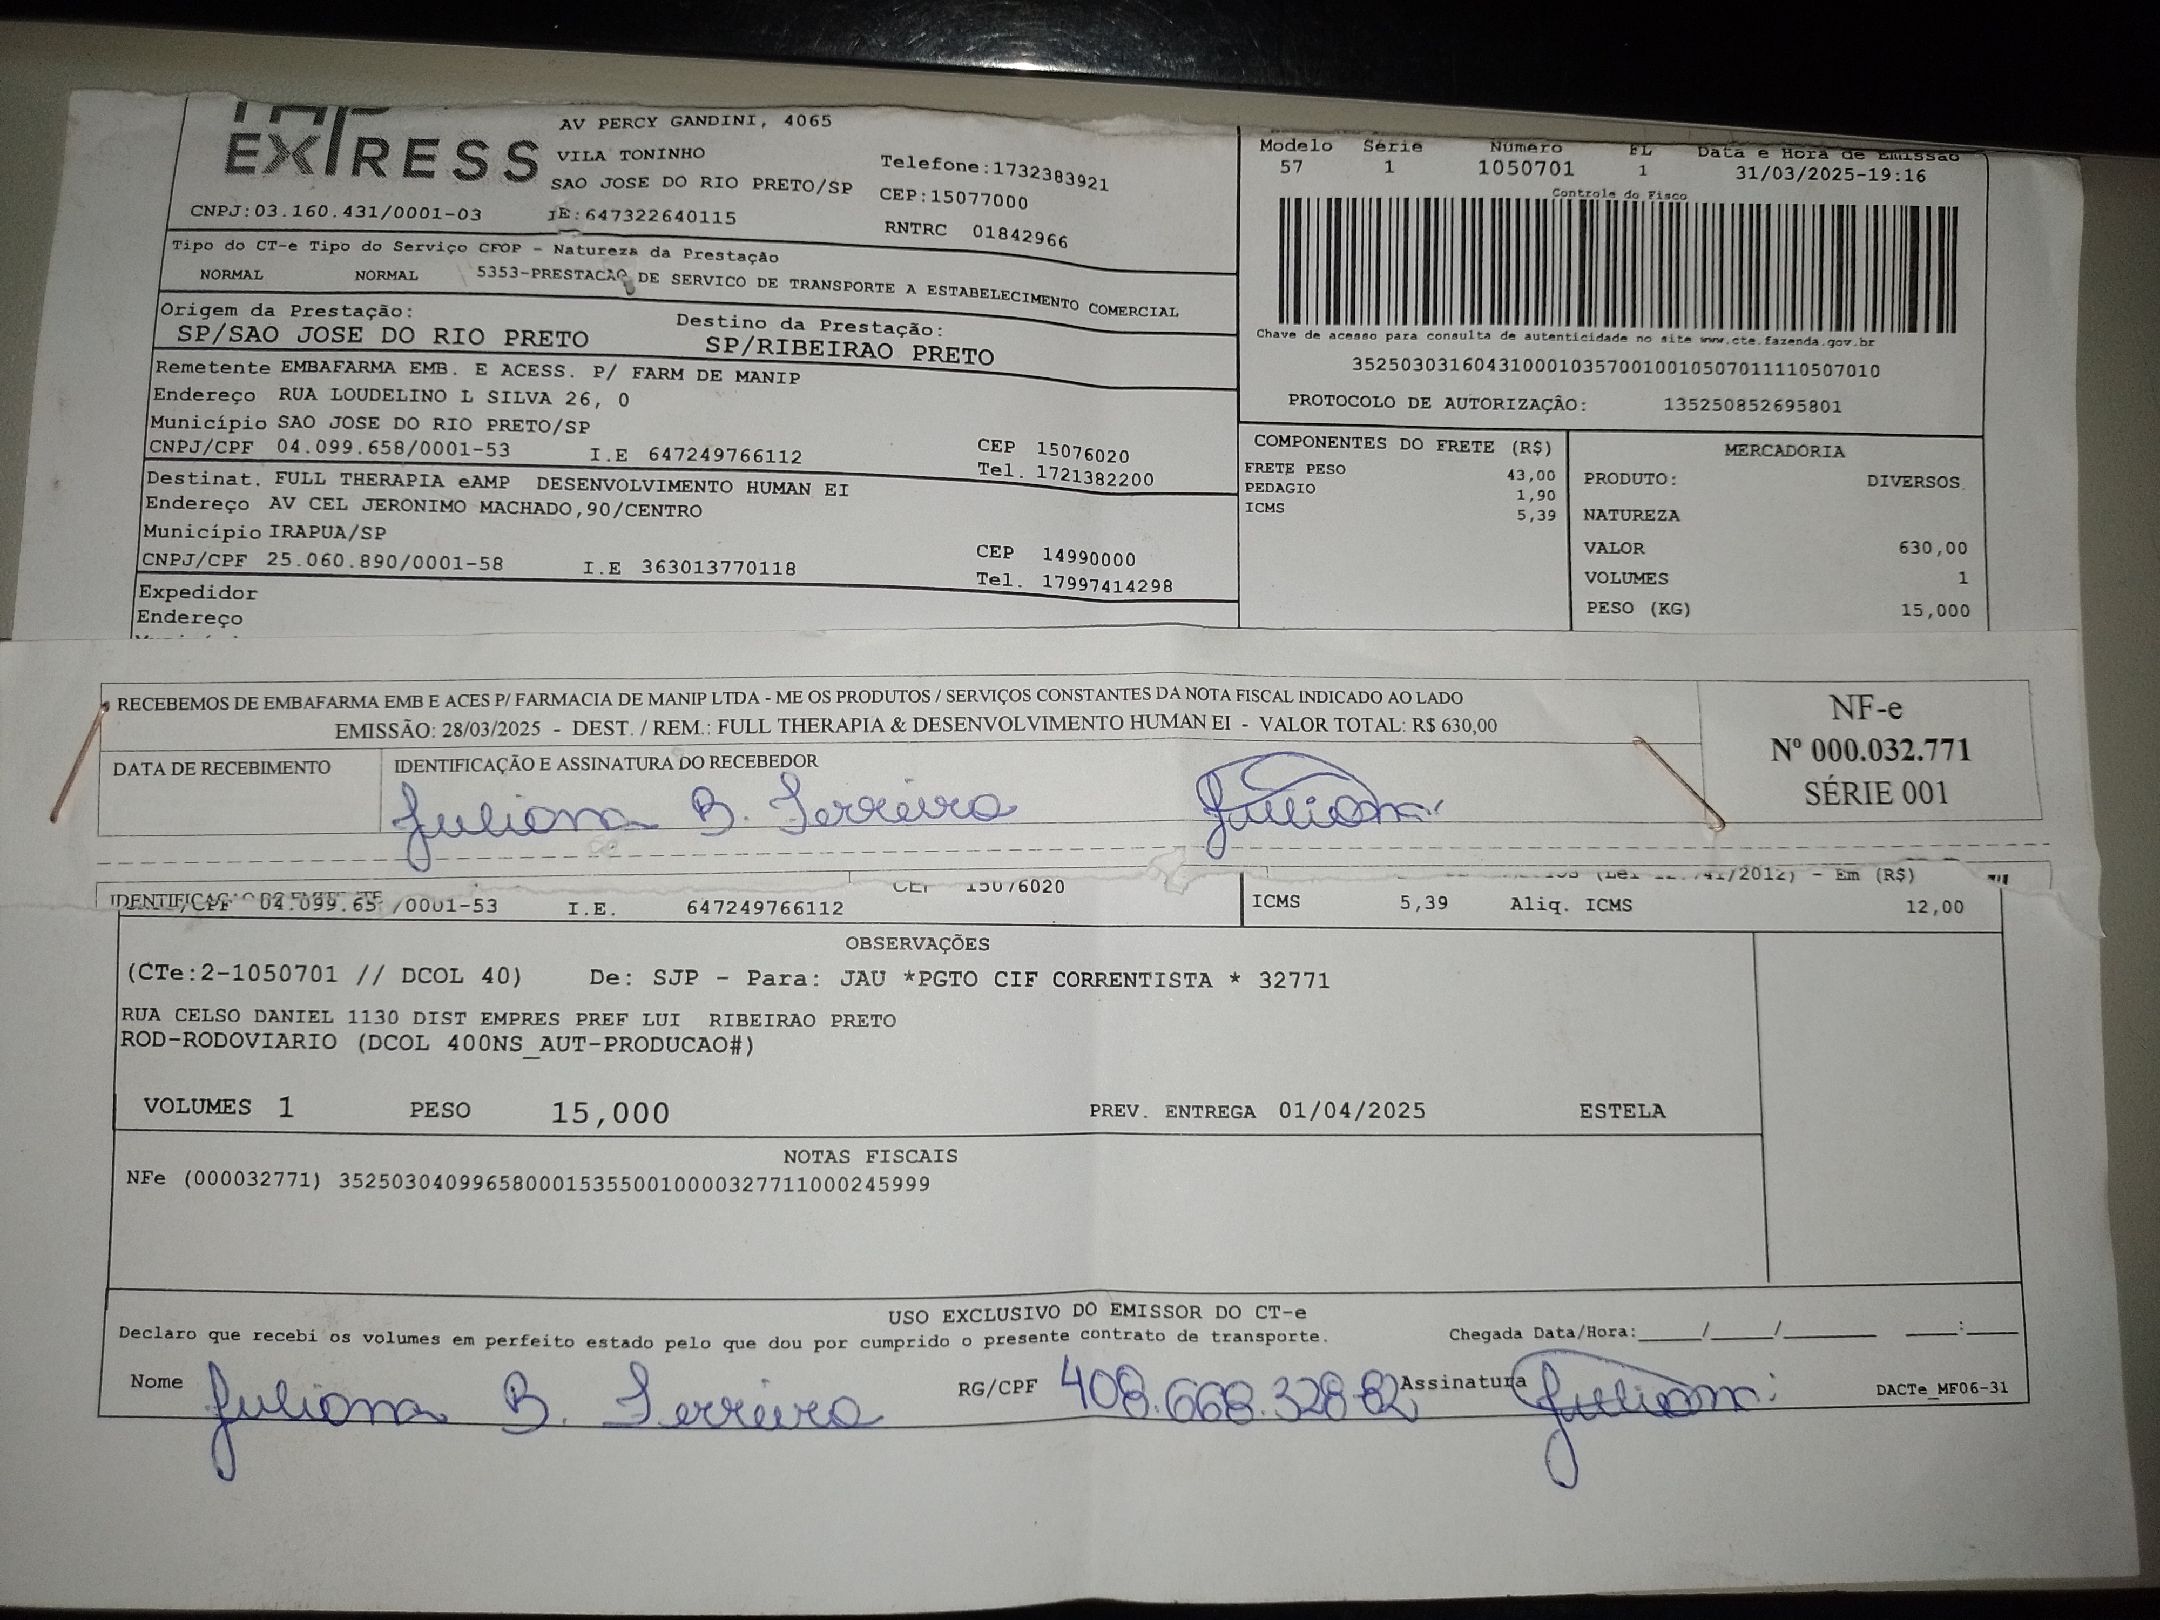 EXPRESS
AV PERCY GANDINI, 4065
VILA TONINHO
SAO JOSE DO RIO PRETO/SP
Telefone:1732383921
CEP:15077000
CNPJ:03.160.431/0001-03 IE:647322640115 RNTRC 01842966
Modelo Série Número FL Data e Hora de Emissão
57 1 1050701 1 31/03/2025-19:16
Controle do Fisco
Tipo do CT-e Tipo do Serviço CFOP - Natureza da Prestação
NORMAL NORMAL 5353-PRESTACAO DE SERVICO DE TRANSPORTE A ESTABELECIMENTO COMERCIAL
Origem da Prestação: Destino da Prestação:
SP/SAO JOSE DO RIO PRETO SP/RIBEIRAO PRETO
Chave de acesso para consulta de autenticidade no site www.cte.fazenda.gov.br
35250303160431000103570010010507011110507010
PROTOCOLO DE AUTORIZAÇÃO: 135250852695801
Remetente EMBAFARMA EMB. E ACESS. P/ FARM DE MANIP
Endereço RUA LOUDELINO L SILVA 26, 0
Município SAO JOSE DO RIO PRETO/SP CEP 15076020
CNPJ/CPF 04.099.658/0001-53 I.E 647249766112 Tel. 1721382200
Destinat. FULL THERAPIA eAMP DESENVOLVIMENTO HUMAN EI
Endereço AV CEL JERONIMO MACHADO,90/CENTRO
Município IRAPUA/SP CEP 14990000
CNPJ/CPF 25.060.890/0001-58 I.E 363013770118 Tel. 17997414298
Expedidor
Endereço
COMPONENTES DO FRETE (R$)
FRETE PESO 43,00
PEDAGIO 1,90
ICMS 5,39
MERCADORIA
PRODUTO: DIVERSOS
NATUREZA
VALOR 630,00
VOLUMES 1
PESO (KG) 15,000
RECEBEMOS DE EMBAFARMA EMB E ACES P/ FARMACIA DE MANIP LTDA - ME OS PRODUTOS / SERVIÇOS CONSTANTES DA NOTA FISCAL INDICADO AO LADO
EMISSÃO: 28/03/2025 - DEST. / REM.: FULL THERAPIA & DESENVOLVIMENTO HUMAN EI - VALOR TOTAL: R$ 630,00
DATA DE RECEBIMENTO IDENTIFICAÇÃO E ASSINATURA DO RECEBEDOR
Juliana B. Ferreira Juliana
NF-e
Nº 000.032.771
SÉRIE 001
CEP 15076020 /2012) - Em (R$)
/0001-53 I.E. 647249766112 ICMS 5,39 Aliq. ICMS 12,00
OBSERVAÇÕES
(CTe:2-1050701 // DCOL 40) De: SJP - Para: JAU *PGTO CIF CORRENTISTA * 32771
RUA CELSO DANIEL 1130 DIST EMPRES PREF LUI RIBEIRAO PRETO
ROD-RODOVIARIO (DCOL 400NS_AUT-PRODUCAO#)
VOLUMES 1 PESO 15,000 PREV. ENTREGA 01/04/2025 ESTELA
NOTAS FISCAIS
NFe (000032771) 35250304099658000153550010000327711000245999
USO EXCLUSIVO DO EMISSOR DO CT-e
Declaro que recebi os volumes em perfeito estado pelo que dou por cumprido o presente contrato de transporte. Chegada Data/Hora:_____/_____/________ ____:____
Nome Juliana B. Ferreira RG/CPF 408.668.328 82 Assinatura Juliana DACTe_MF06-31